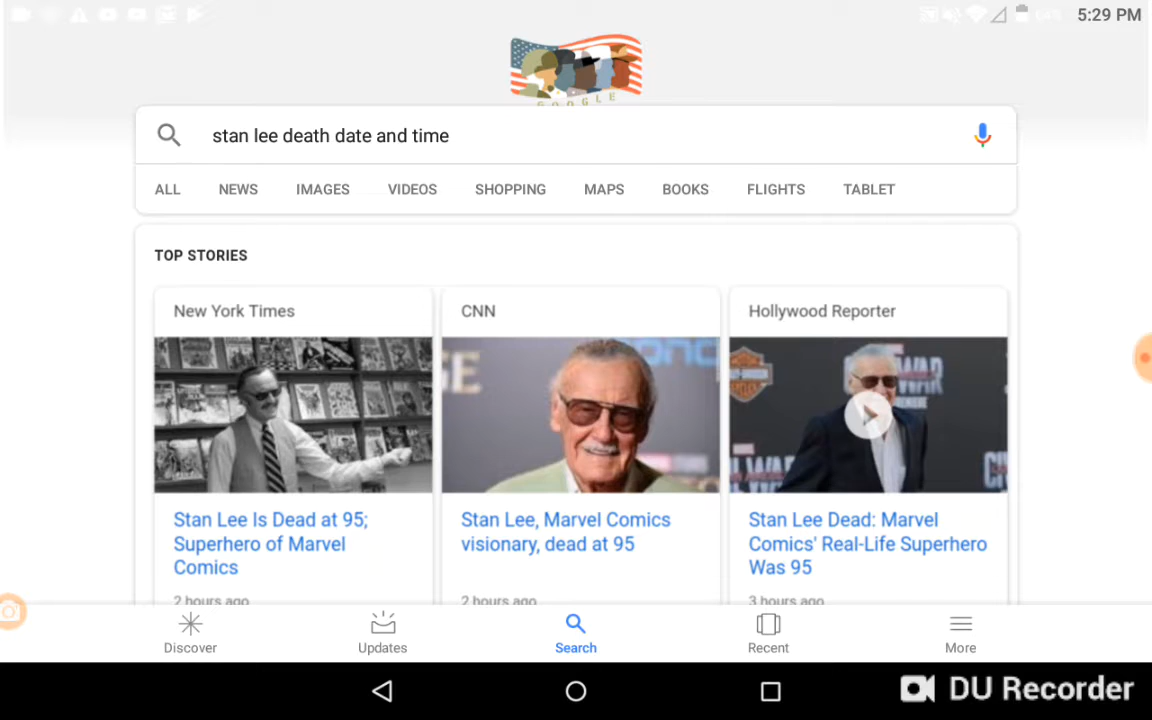 64% 5:29 PM
GOOGLE
stan lee death date and time
ALL NEWS IMAGES VIDEOS SHOPPING MAPS BOOKS FLIGHTS TABLET
TOP STORIES
New York Times CNN Hollywood Reporter
Stan Lee Is Dead at 95; Stan Lee, Marvel Comics Stan Lee Dead: Marvel
Superhero of Marvel visionary, dead at 95 Comics' Real-Life Superhero
Comics Was 95
2 hours ago 2 hours ago 3 hours ago
Discover Updates Search Recent More
DU Recorder